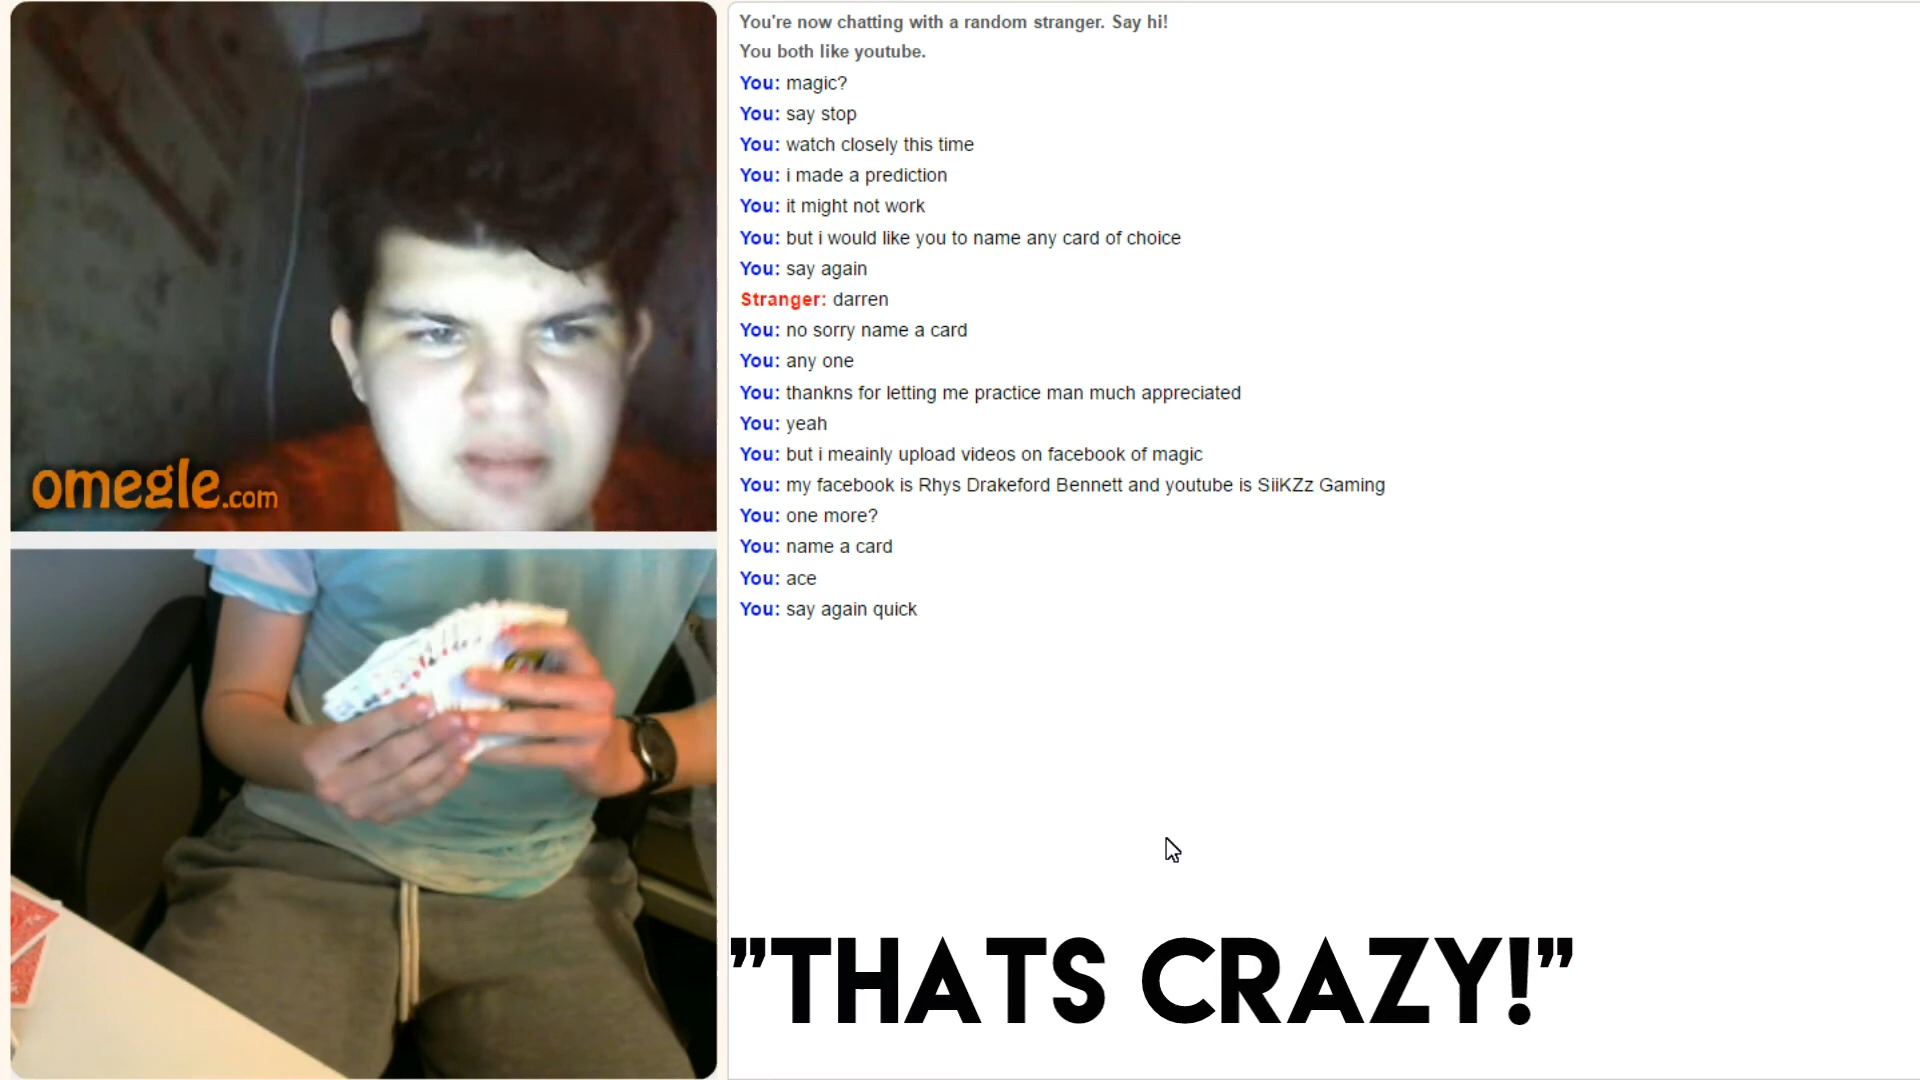 omegle.com
You're now chatting with a random stranger. Say hi!
You both like youtube.
You: magic?
You: say stop
You: watch closely this time
You: i made a prediction
You: it might not work
You: but i would like you to name any card of choice
You: say again
Stranger: darren
You: no sorry name a card
You: any one
You: thankns for letting me practice man much appreciated
You: yeah
You: but i meainly upload videos on facebook of magic
You: my facebook is Rhys Drakeford Bennett and youtube is SiiKZz Gaming
You: one more?
You: name a card
You: ace
You: say again quick
"THATS CRAZY!"